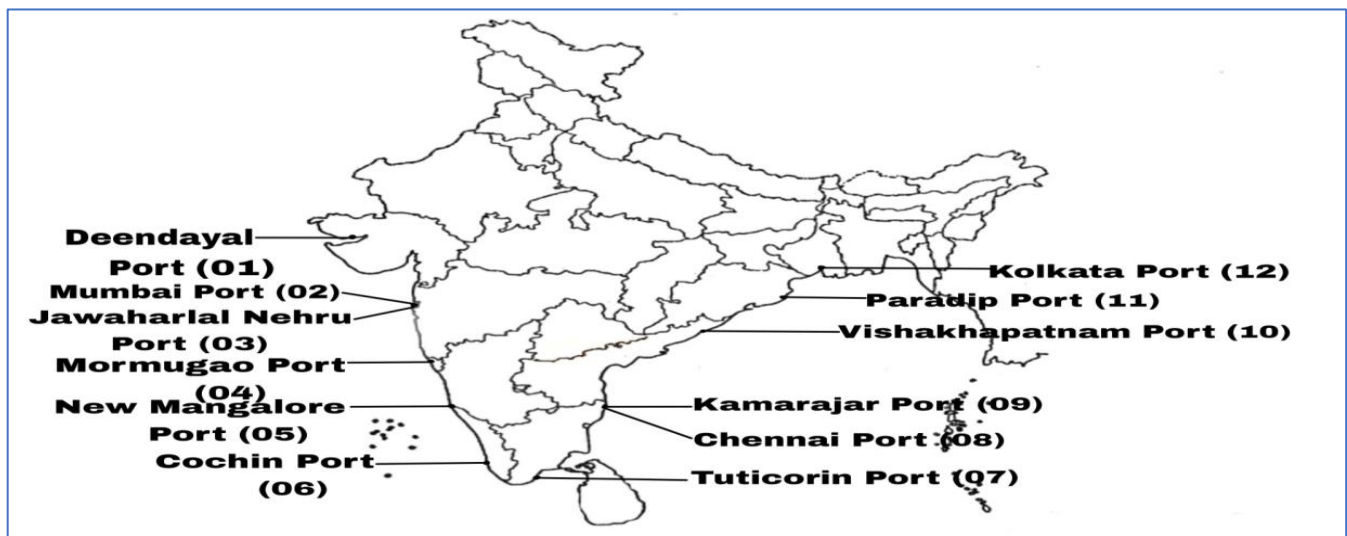 Deendayal
Port (01)
Mumbai Port (02)
Jawaharlal Nehru
Port (03)
Mormugao Port
(04)
New Mangalore
Port (05)
Cochin Port
(06)
Kolkata Port (12)
Paradip Port (11)
Vishakhapatnam Port (10)
Kamarajar Port (09)
Chennai Port (08)
Tuticorin Port (07)